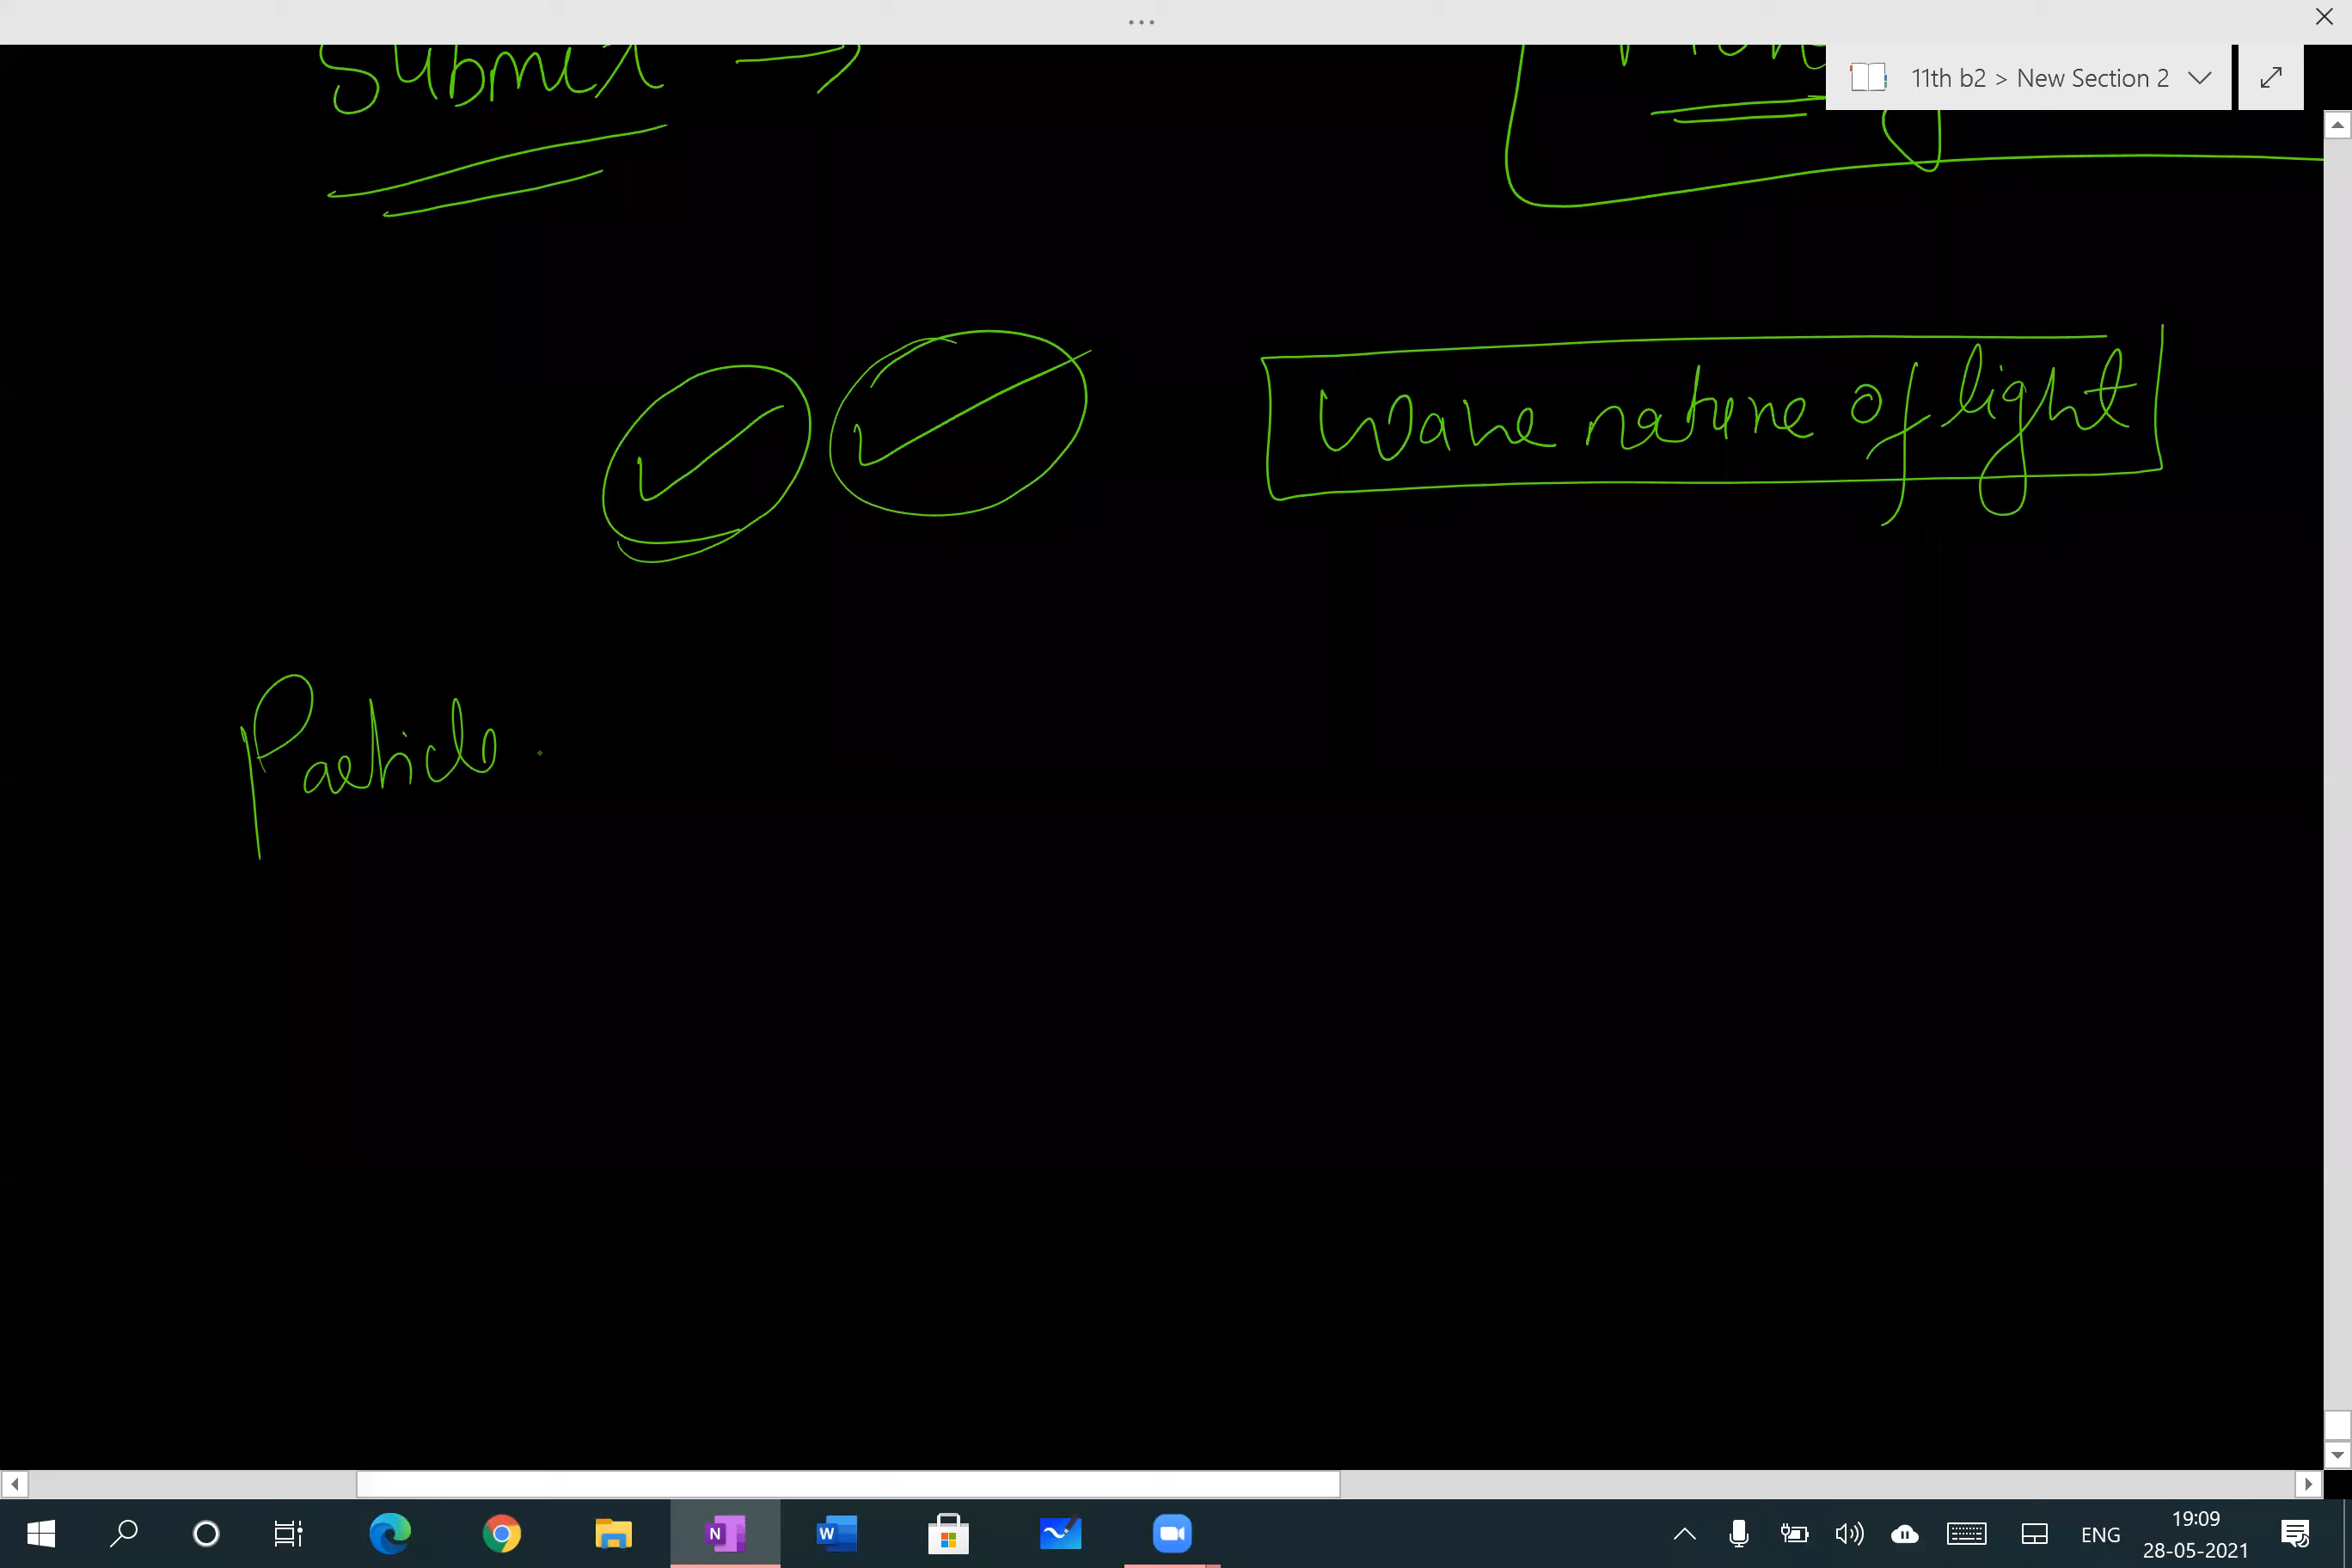 11th b2 > New Section 2
Submit →
Wave nature of light
Particle
ENG
19:09
28-05-2021